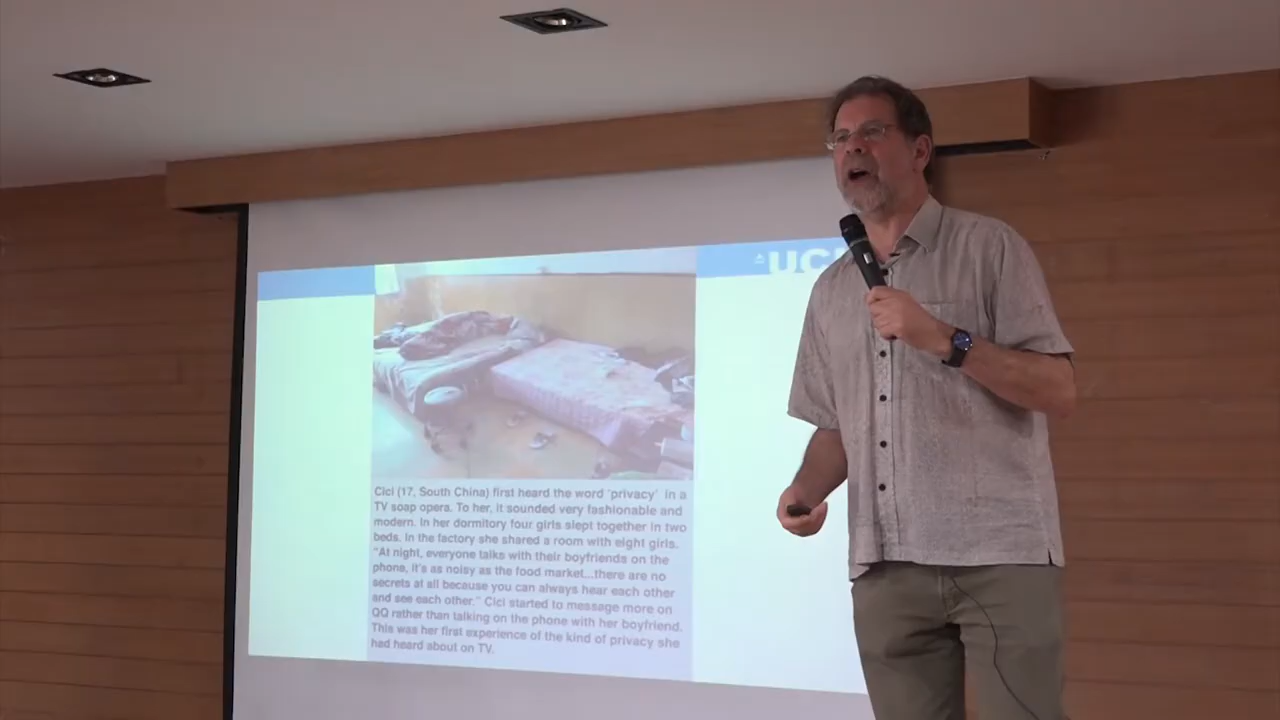 UCL
Cici (17, South China) first heard the word 'privacy' in a
TV soap opera. To her, it sounded very fashionable and
modern. In her dormitory four girls slept together in two
beds. In the factory she shared a room with eight girls.
"At night, everyone talks with their boyfriends on the
phone, it's as noisy as the food market...there are no
secrets at all because you can always hear each other
and see each other." Cici started to message more on
QQ rather than talking on the phone with her boyfriend.
This was her first experience of the kind of privacy she
had heard about on TV.